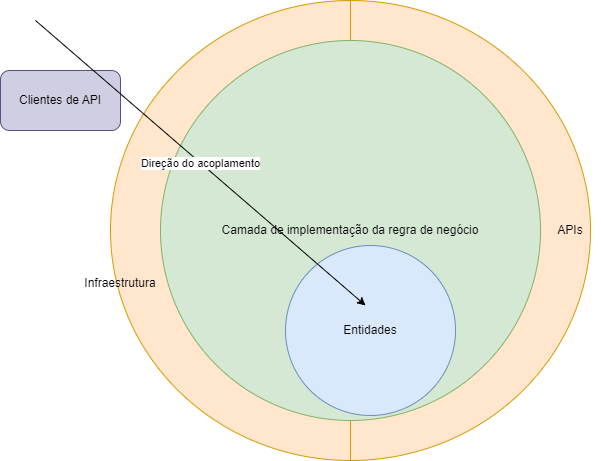 Clientes de API
Direção do acoplamento
Camada de implementação da regra de negócio
APIs
Infraestrutura
Entidades